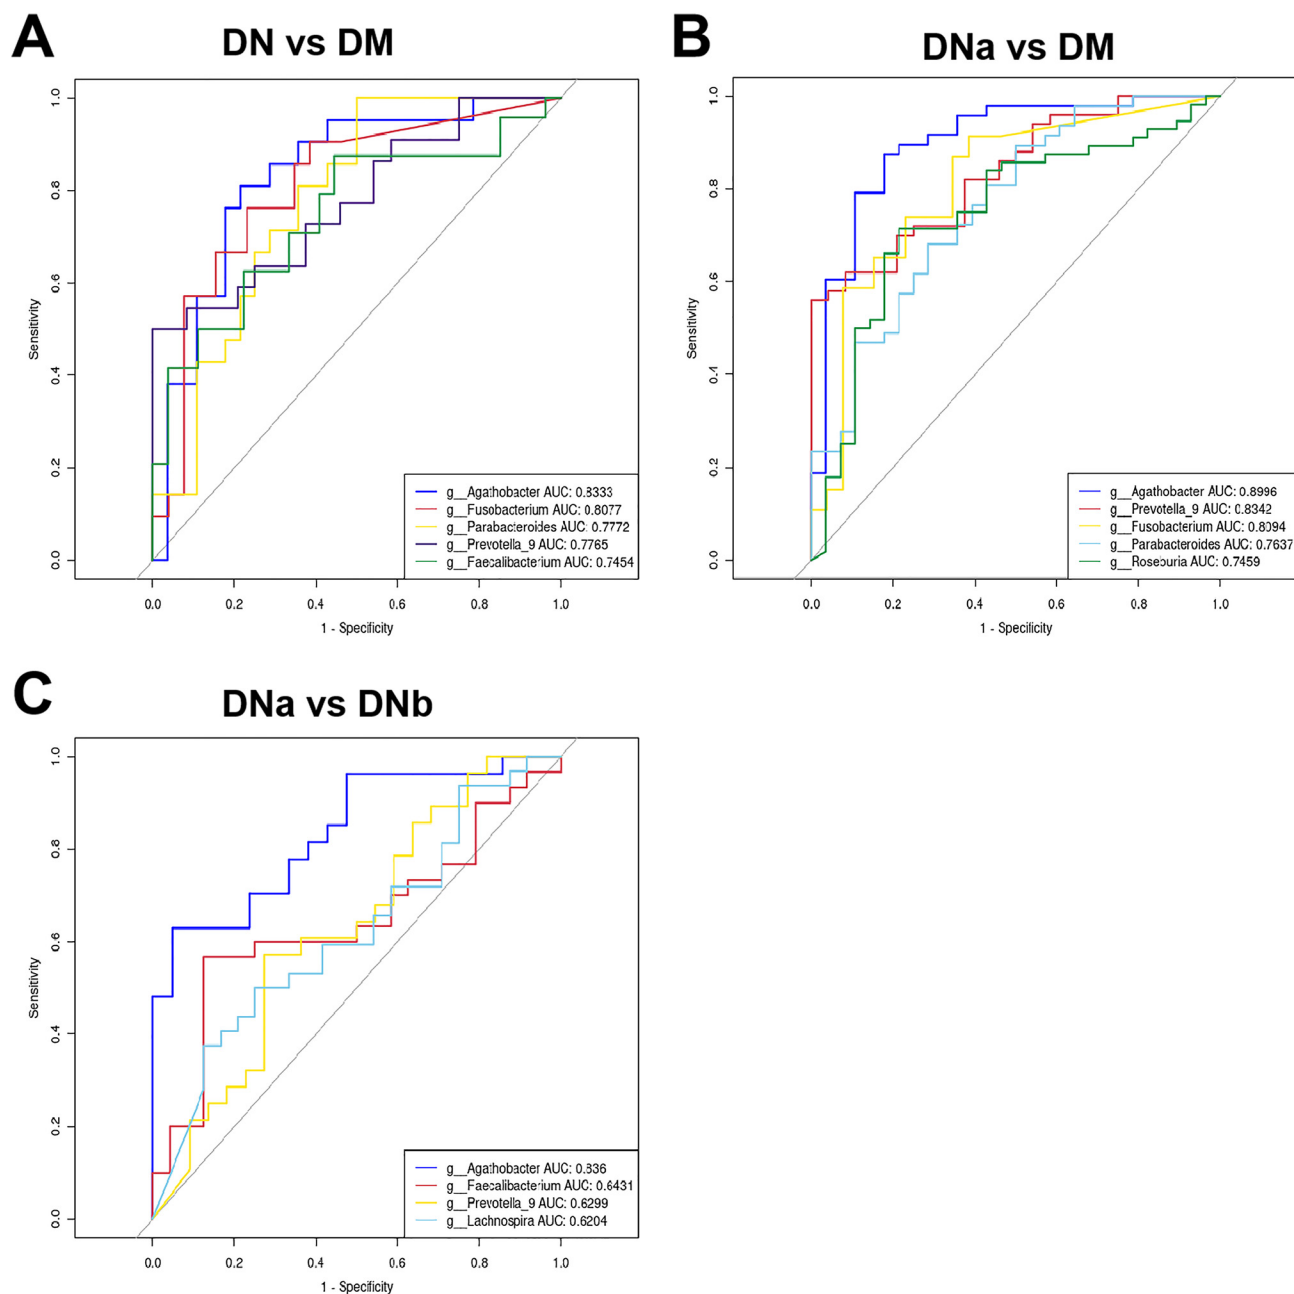 A
DN vs DM
1.0
0.8
0.6
0.4
0.2
0.0
Sensitivity
g__Agathobacter AUC: 0.8333
g__Fusobacterium AUC: 0.8077
g__Parabacteroides AUC: 0.7772
g__Prevotella_9 AUC: 0.7765
g__Faecalibacterium AUC: 0.7454
0.0 0.2 0.4 0.6 0.8 1.0
1 - Specificity
B
DNa vs DM
1.0
0.8
0.6
0.4
0.2
0.0
Sensitivity
g__Agathobacter AUC: 0.8996
g__Prevotella_9 AUC: 0.8342
g__Fusobacterium AUC: 0.8094
g__Parabacteroides AUC: 0.7637
g__Roseburia AUC: 0.7459
0.0 0.2 0.4 0.6 0.8 1.0
1 - Specificity
C
DNa vs DNb
1.0
0.8
0.6
0.4
0.2
0.0
Sensitivity
g__Agathobacter AUC: 0.836
g__Faecalibacterium AUC: 0.6431
g__Prevotella_9 AUC: 0.6299
g__Lachnospira AUC: 0.6204
0.0 0.2 0.4 0.6 0.8 1.0
1 - Specificity